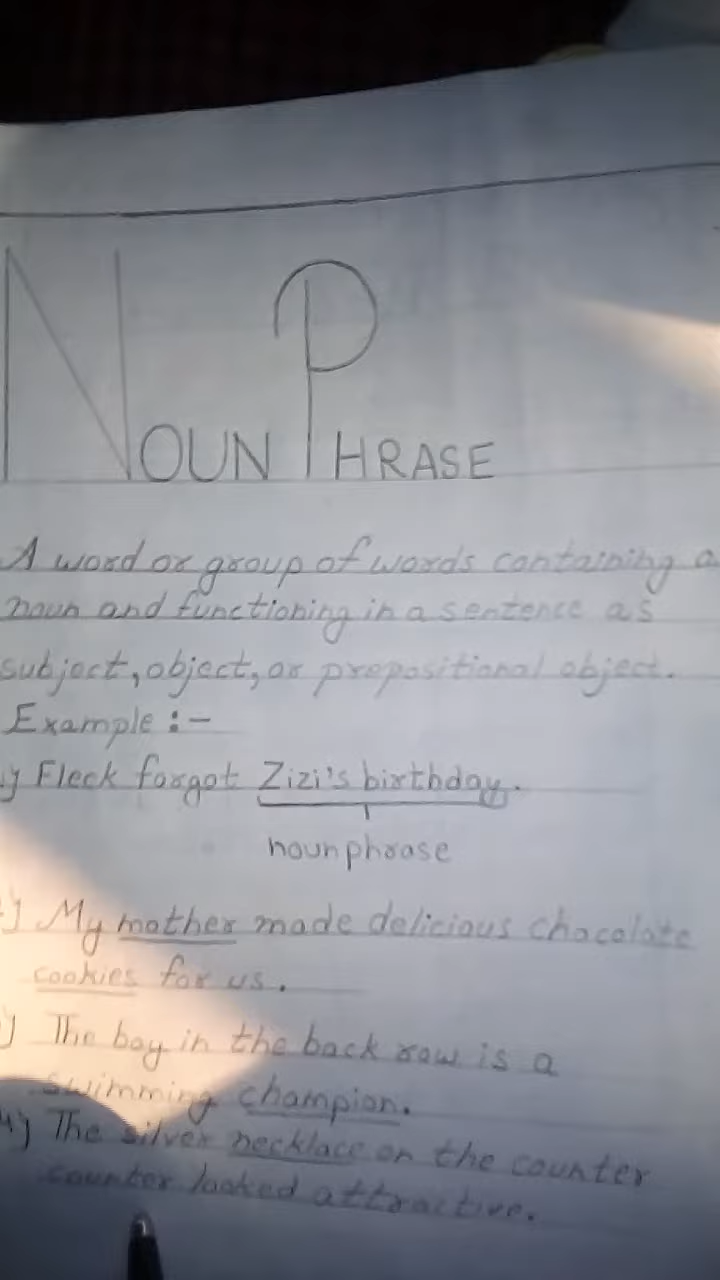 NOUN PHRASE
A word or group of words containing a
noun and functioning in a sentence as
subject, object, or prepositional object.
Example :-
Fleck forgot Zizi's birthday.
noun phrase
My mother made delicious chocolate
cookies for us.
The boy in the back row is a
swimming champion.
4) The silver necklace on the counter
counter looked attractive.